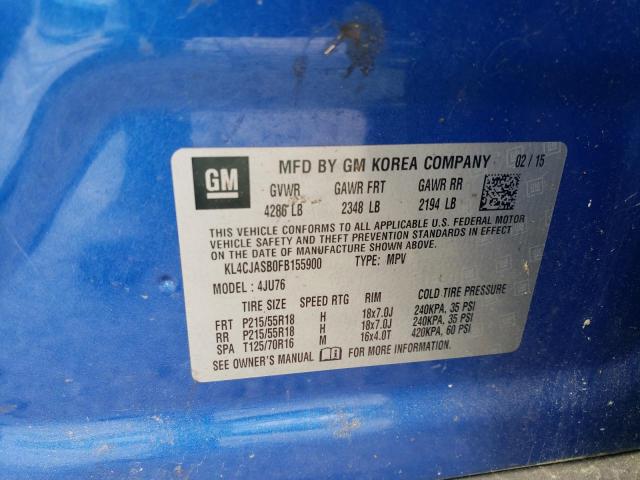 GM
MFD BY GM KOREA COMPANY 02 / 15
GVWR GAWR FRT GAWR RR
4286 LB 2348 LB 2194 LB
THIS VEHICLE CONFORMS TO ALL APPLICABLE U.S. FEDERAL MOTOR
VEHICLE SAFETY AND THEFT PREVENTION STANDARDS IN EFFECT
ON THE DATE OF MANUFACTURE SHOWN ABOVE.
KL4CJASB0FB155900 TYPE: MPV
MODEL : 4JU76
TIRE SIZE SPEED RTG RIM COLD TIRE PRESSURE
FRT P215/55R18 H 18x7.0J 240KPA, 35 PSI
RR P215/55R18 H 18x7.0J 240KPA, 35 PSI
SPA T125/70R16 M 16x4.0T 420KPA, 60 PSI
SEE OWNER'S MANUAL FOR MORE INFORMATION.